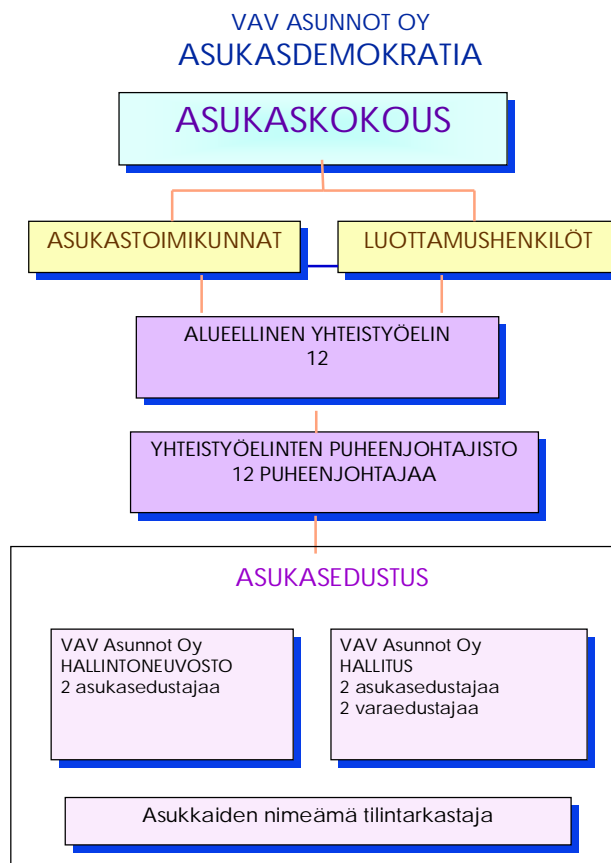 VAV ASUNNOT OY
ASUKASDEMOKRATIA
ASUKASKOKOUS
ASUKASTOIMIKUNNAT
LUOTTAMUSHENKILÖT
ALUEELLINEN YHTEISTYÖELIN
12
YHTEISTYÖELINTEN PUHEENJOHTAJISTO
12 PUHEENJOHTAJAA
ASUKASEDUSTUS
VAV Asunnot Oy
HALLINTONEUVOSTO
2 asukasedustajaa
VAV Asunnot Oy
HALLITUS
2 asukasedustajaa
2 varaedustajaa
Asukkaiden nimeämä tilintarkastaja